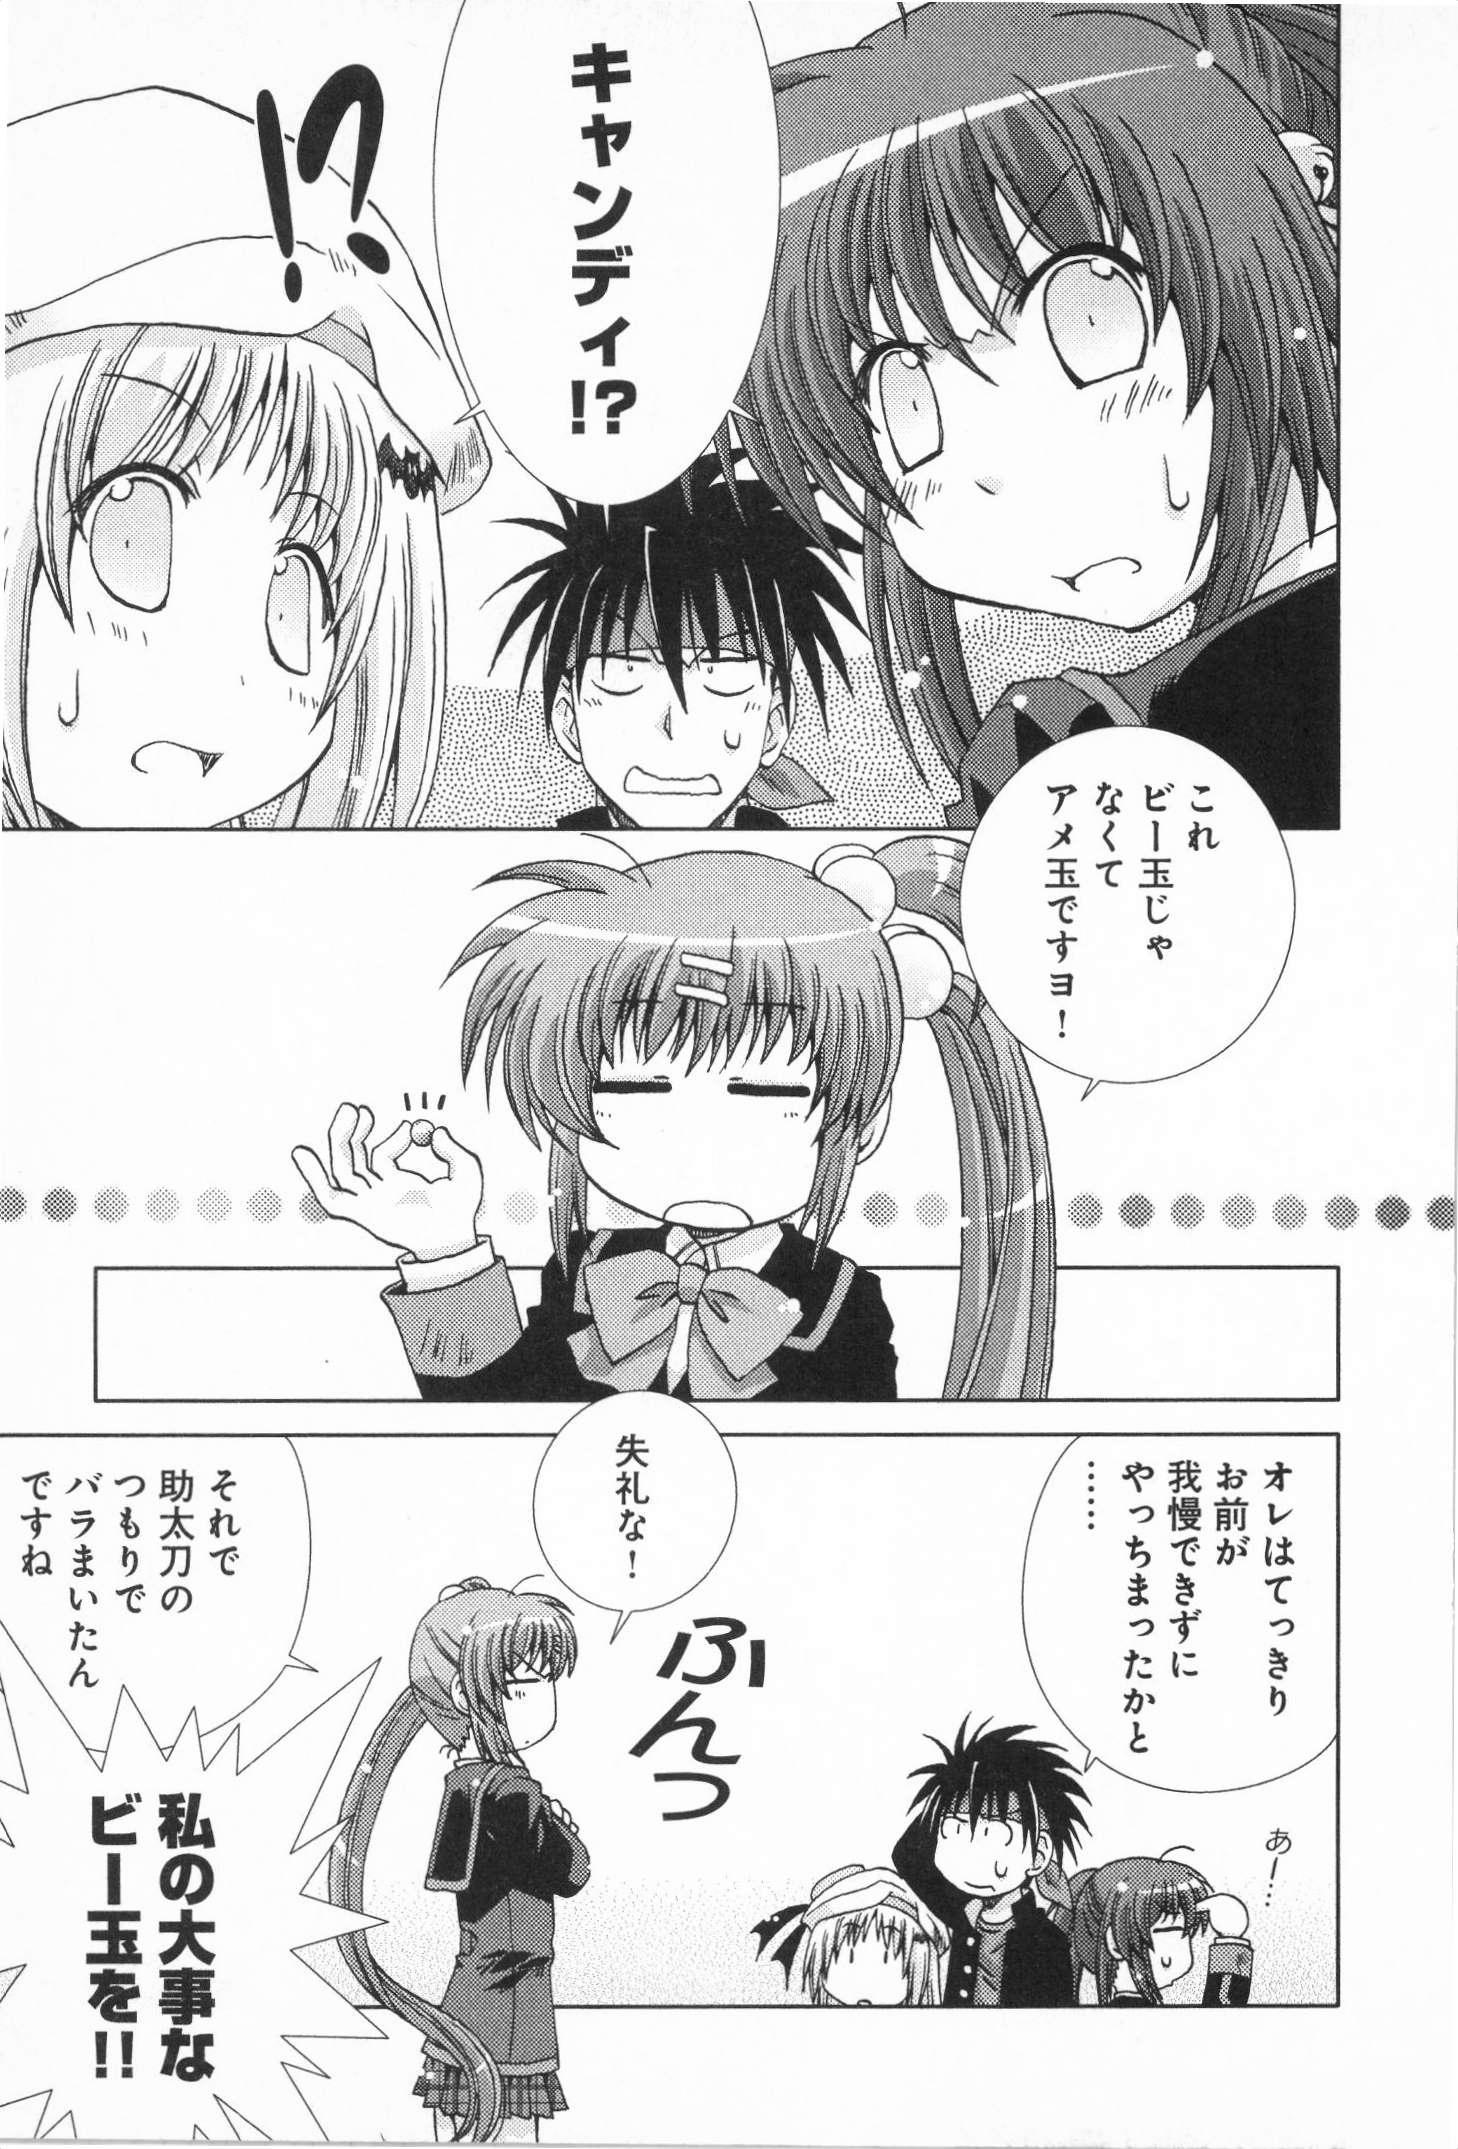 キャンディ!?
!?
これ
ビー玉じゃ
なくて
アメ玉ですヨ！
オレはてっきり
お前が
我慢できずに
やっちまったかと
……
あー…
失礼な！
ふんっ
それで
助太刀の
つもりで
バラまいたん
ですね
私の大事な
ビー玉を!!